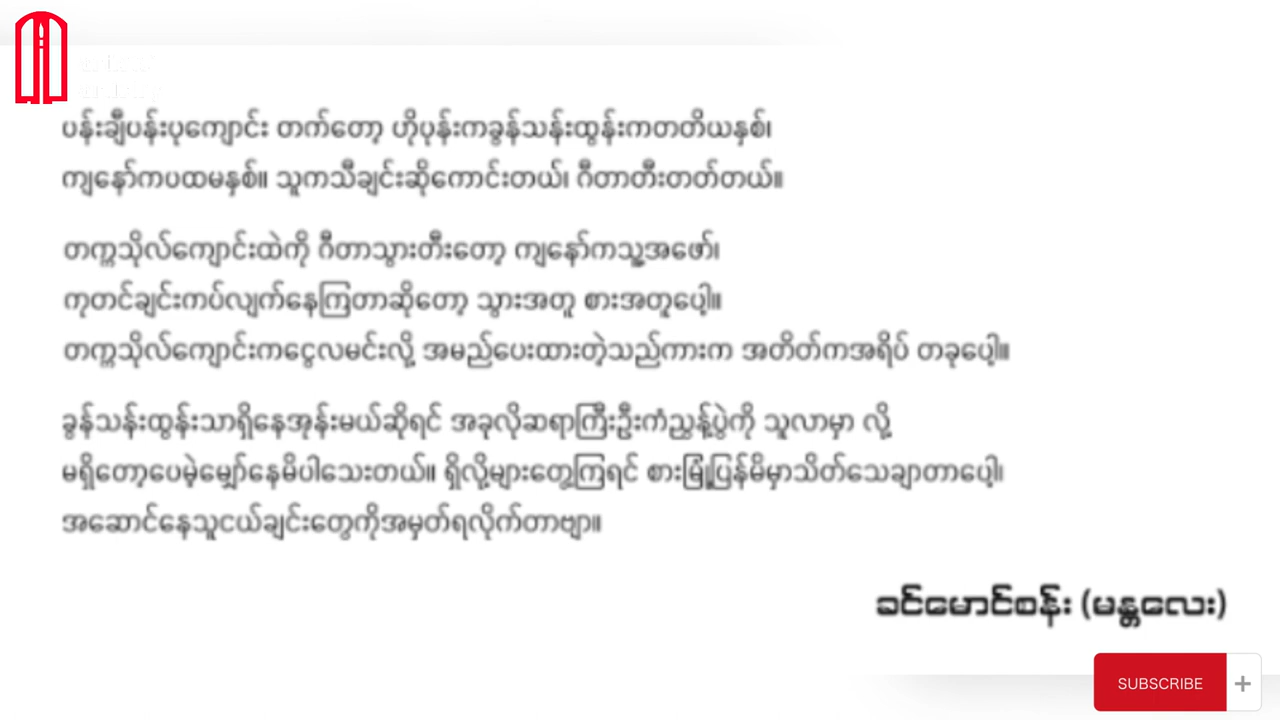 ပန်းချီပန်းပုကျောင်း တက်တော့ ဟိုပုန်းကခွန်သန်းထွန်းကတတိယနှစ်၊
ကျနော်ကပထမနှစ်။ သူကသီချင်းဆိုကောင်းတယ်၊ ဂီတာတီးတတ်တယ်။
တက္ကသိုလ်ကျောင်းထဲကို ဂီတာသွားတီးတော့ ကျနော်ကသူ့အဖော်၊
ကုတင်ချင်းကပ်လျက်နေကြတာဆိုတော့ သွားအတူ စားအတူပေါ့။
တက္ကသိုလ်ကျောင်းကငွေလမင်းလို့ အမည်ပေးထားတဲ့သည်ကားက အတိတ်ကအရိပ် တခုပေါ့။
ခွန်သန်းထွန်းသာရှိနေအုန်းမယ်ဆိုရင် အခုလိုဆရာကြီးဦးကံညွန့်ပွဲကို သူလာမှာ လို့
မရှိတော့ပေမဲ့မျှော်နေမိပါသေးတယ်။ ရှိလို့များတွေ့ကြရင် စားမြုံ့ပြန်မိမှာသိတ်သေချာတာပေါ့၊
အဆောင်နေသူငယ်ချင်းတွေကိုအမှတ်ရလိုက်တာဗျာ။
ခင်မောင်စန်း (မန္တလေး)
SUBSCRIBE